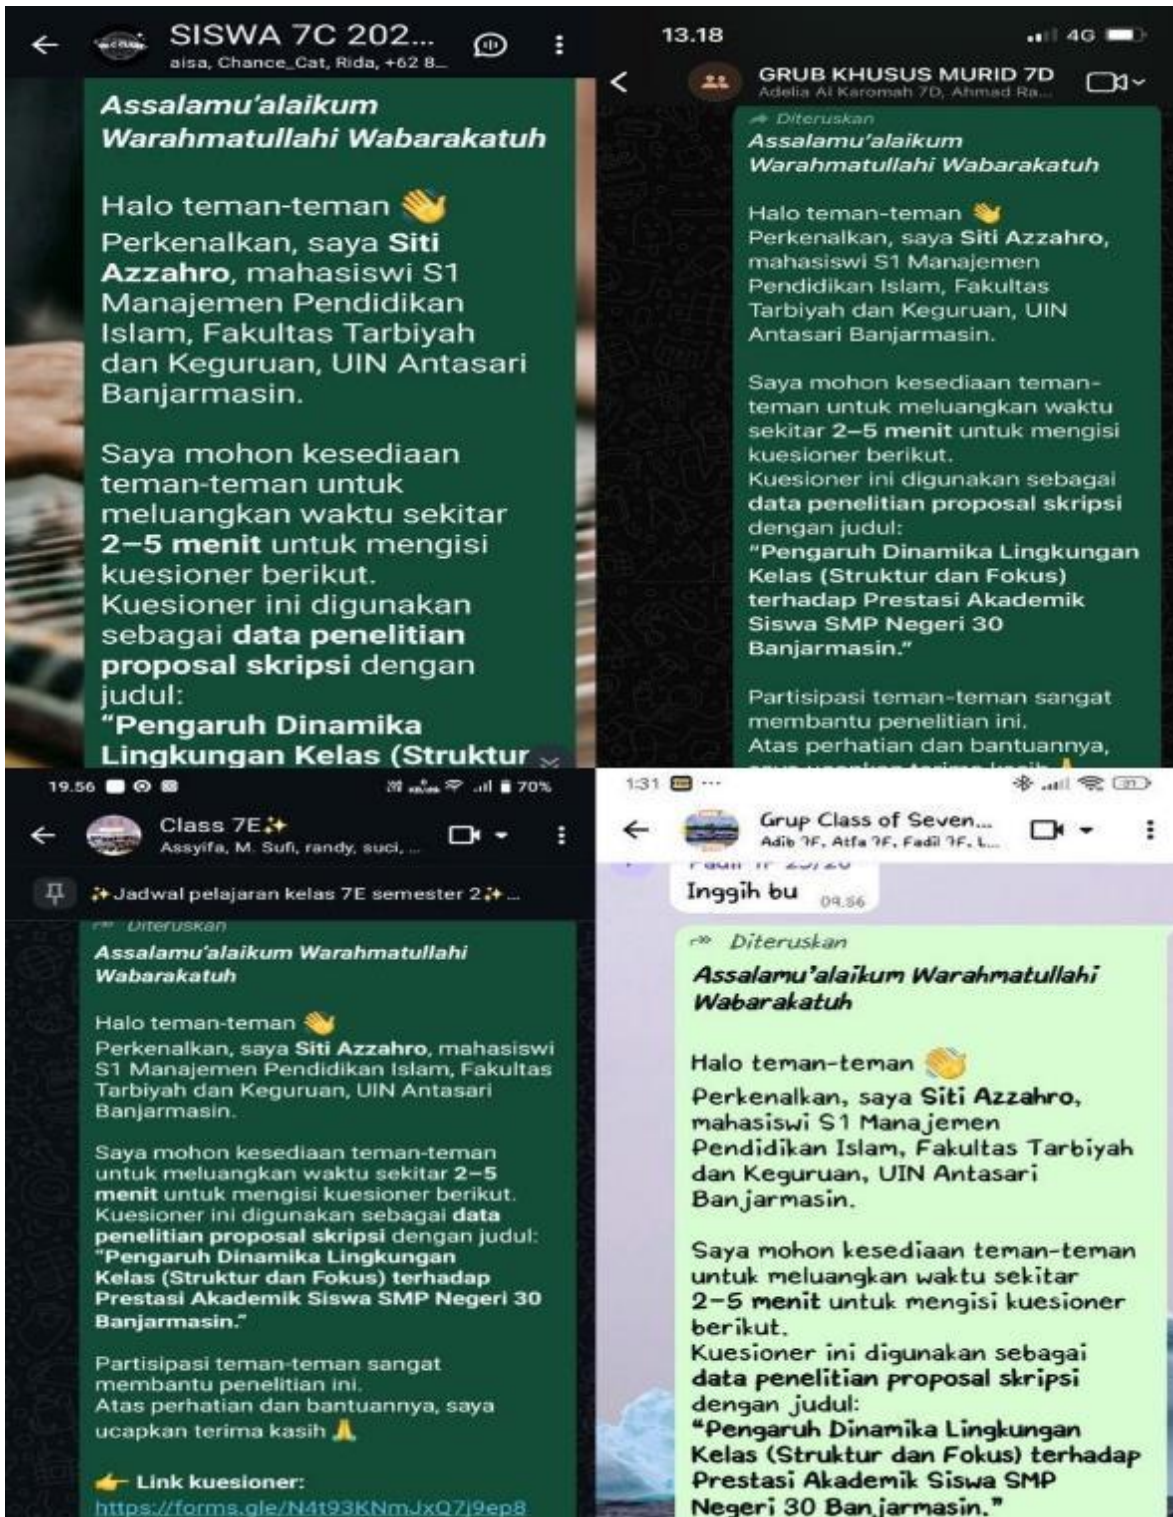 SISWA 7C 202...
aisa, Chance_Cat, Rida, +62 8...
Assalamu'alaikum
Warahmatullahi Wabarakatuh
Halo teman-teman 👋
Perkenalkan, saya Siti
Azzahro, mahasiswi S1
Manajemen Pendidikan
Islam, Fakultas Tarbiyah
dan Keguruan, UIN Antasari
Banjarmasin.
Saya mohon kesediaan
teman-teman untuk
meluangkan waktu sekitar
2–5 menit untuk mengisi
kuesioner berikut.
Kuesioner ini digunakan
sebagai data penelitian
proposal skripsi dengan
judul:
"Pengaruh Dinamika
Lingkungan Kelas (Struktur
13.18
4G
GRUB KHUSUS MURID 7D
Adelia Al Karomah 7D, Ahmad Ra...
Diteruskan
Assalamu'alaikum
Warahmatullahi Wabarakatuh
Halo teman-teman 👋
Perkenalkan, saya Siti Azzahro,
mahasiswi S1 Manajemen
Pendidikan Islam, Fakultas
Tarbiyah dan Keguruan, UIN
Antasari Banjarmasin.
Saya mohon kesediaan teman-
teman untuk meluangkan waktu
sekitar 2–5 menit untuk mengisi
kuesioner berikut.
Kuesioner ini digunakan sebagai
data penelitian proposal skripsi
dengan judul:
"Pengaruh Dinamika Lingkungan
Kelas (Struktur dan Fokus)
terhadap Prestasi Akademik
Siswa SMP Negeri 30
Banjarmasin."
Partisipasi teman-teman sangat
membantu penelitian ini.
Atas perhatian dan bantuannya,
saya ucapkan terima kasih 🙏
19.56
70%
Class 7E✨
Assyifa, M. Sufi, randy, suci, ...
✨Jadwal pelajaran kelas 7E semester 2✨...
Diteruskan
Assalamu'alaikum Warahmatullahi
Wabarakatuh
Halo teman-teman 👋
Perkenalkan, saya Siti Azzahro, mahasiswi
S1 Manajemen Pendidikan Islam, Fakultas
Tarbiyah dan Keguruan, UIN Antasari
Banjarmasin.
Saya mohon kesediaan teman-teman
untuk meluangkan waktu sekitar 2–5
menit untuk mengisi kuesioner berikut.
Kuesioner ini digunakan sebagai data
penelitian proposal skripsi dengan judul:
"Pengaruh Dinamika Lingkungan
Kelas (Struktur dan Fokus) terhadap
Prestasi Akademik Siswa SMP Negeri 30
Banjarmasin."
Partisipasi teman-teman sangat
membantu penelitian ini.
Atas perhatian dan bantuannya, saya
ucapkan terima kasih 🙏
👉 Link kuesioner:
https://forms.gle/N4t93KNmJxQ7j9ep8
1:31
Grup Class of Seven...
Adib 7F, Atfa 7F, Fadil 7F, L...
Inggih bu 09.56
Diteruskan
Assalamu'alaikum Warahmatullahi
Wabarakatuh
Halo teman-teman 👋
Perkenalkan, saya Siti Azzahro,
mahasiswi S1 Manajemen
Pendidikan Islam, Fakultas Tarbiyah
dan Keguruan, UIN Antasari
Banjarmasin.
Saya mohon kesediaan teman-teman
untuk meluangkan waktu sekitar
2–5 menit untuk mengisi kuesioner
berikut.
Kuesioner ini digunakan sebagai
data penelitian proposal skripsi
dengan judul:
"Pengaruh Dinamika Lingkungan
Kelas (Struktur dan Fokus) terhadap
Prestasi Akademik Siswa SMP
Negeri 30 Banjarmasin."